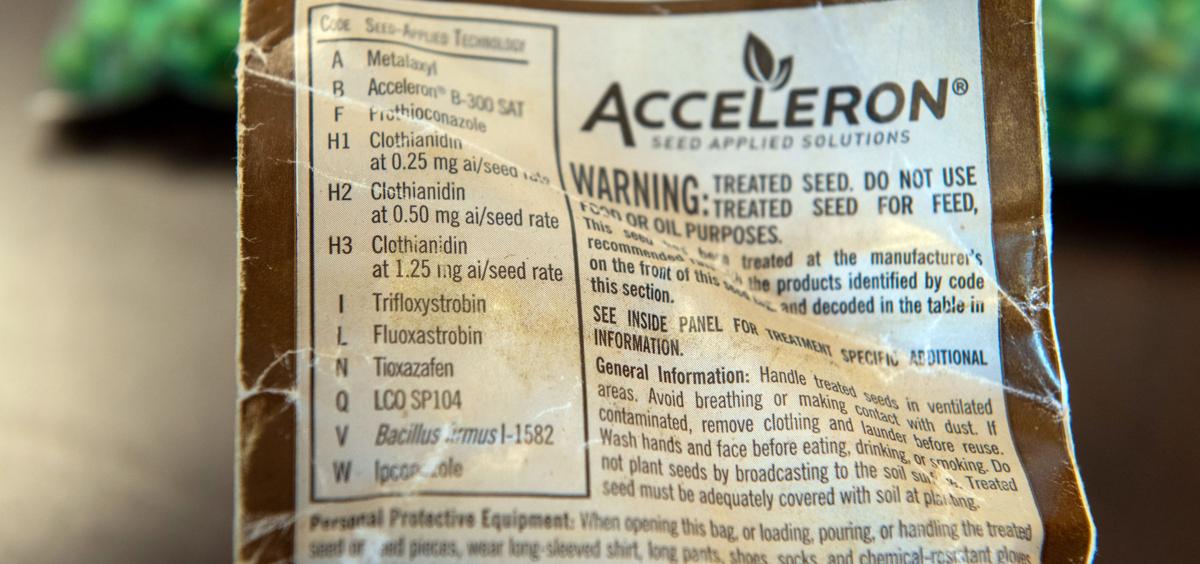 CODE SEED-APPLIED TECHNOLOGY
A Metalaxyl
B Acceleron® B-300 SAT
F Prothioconazole
H1 Clothianidin
at 0.25 mg ai/seed rate
H2 Clothianidin
at 0.50 mg ai/seed rate
H3 Clothianidin
at 1.25 mg ai/seed rate
I Trifloxystrobin
L Fluoxastrobin
N Tioxazafen
Q LCO SP104
V Bacillus firmus I-1582
W Ipconazole
ACCELERON®
SEED APPLIED SOLUTIONS
WARNING: TREATED SEED. DO NOT USE
TREATED SEED FOR FEED,
FOOD OR OIL PURPOSES.
This seed has been treated at the manufacturer's
recommended with the products identified by code
on the front of this and decoded in the table in
this section.
SEE INSIDE PANEL FOR TREATMENT SPECIFIC ADDITIONAL
INFORMATION.
General Information: Handle treated seeds in ventilated
areas. Avoid breathing or making contact with dust. If
contaminated, remove clothing and launder before reuse.
Wash hands and face before eating, drinking, or smoking. Do
not plant seeds by broadcasting to the soil surface. Treated
seed must be adequately covered with soil at planting.
Personal Protective Equipment: When opening this bag, or loading, pouring, or handling the treated
seed or pieces, wear long-sleeved shirt, long pants, shoes, socks, and chemical-resistant gloves